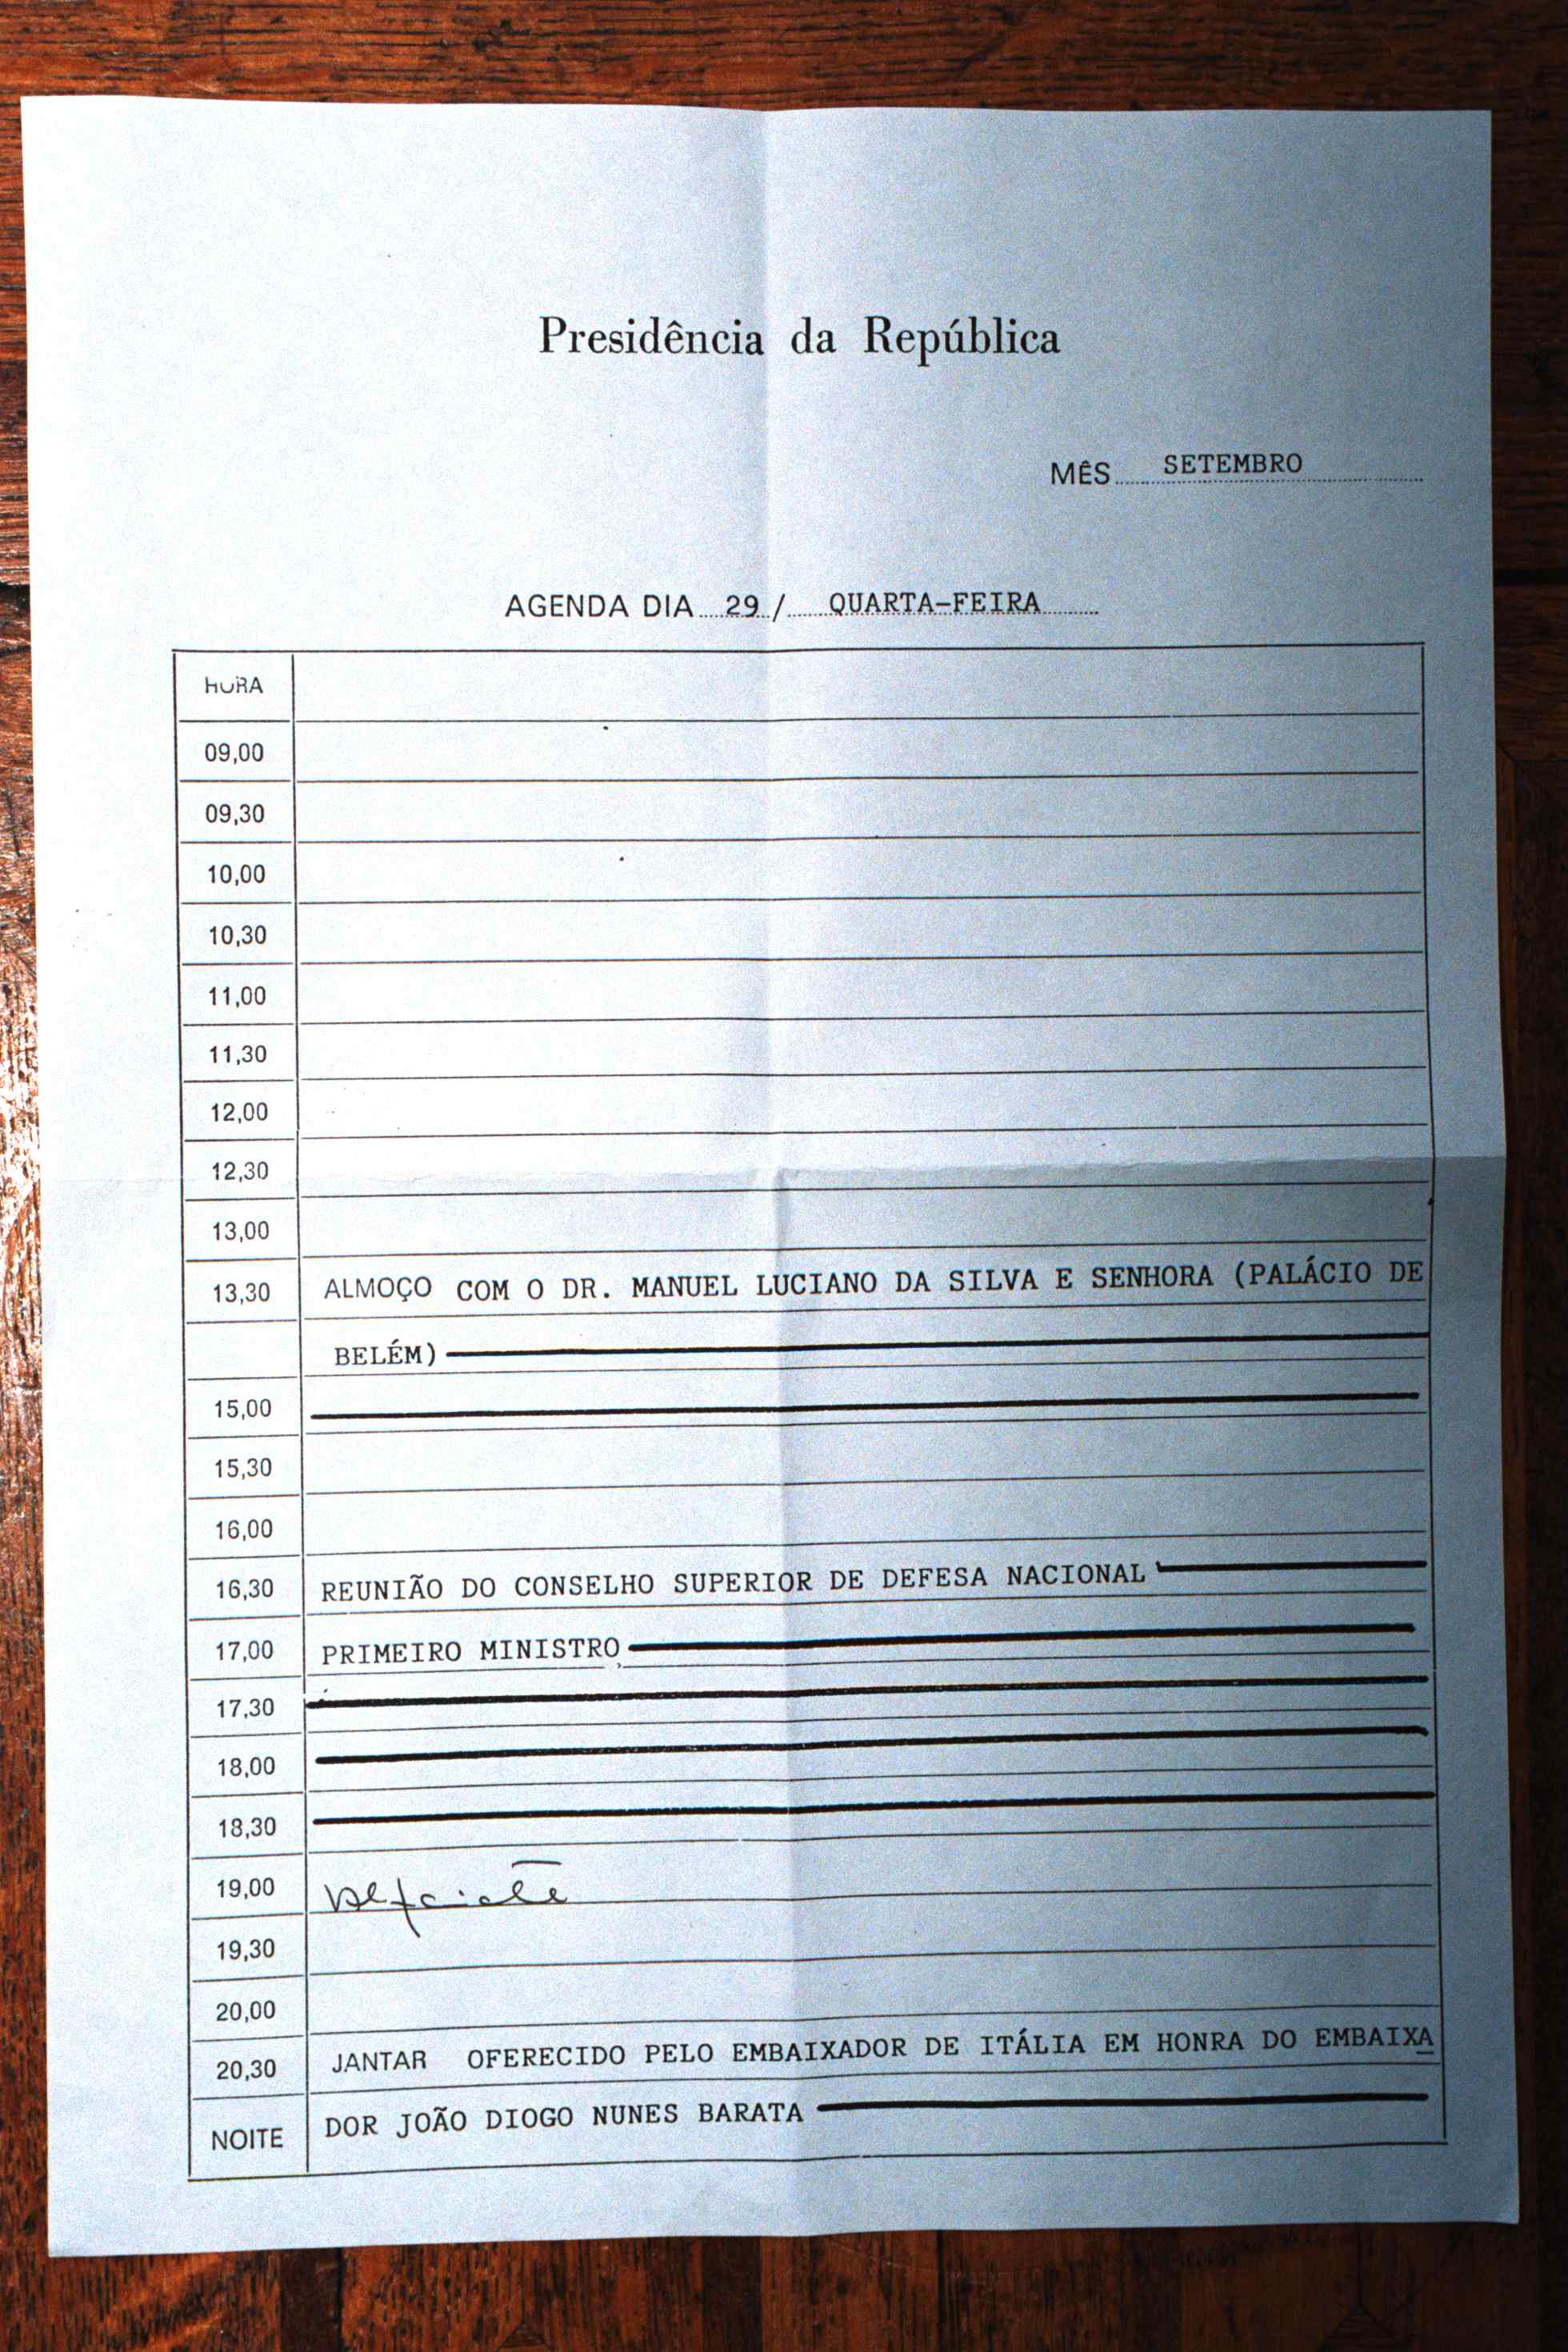 Presidência da República
MÊS SETEMBRO
AGENDA DIA 29 / QUARTA-FEIRA
HORA
09,00
09,30
10,00
10,30
11,00
11,30
12,00
12,30
13,00
13,30 ALMOÇO COM O DR. MANUEL LUCIANO DA SILVA E SENHORA (PALÁCIO DE
BELÉM)
15,00
15,30
16,00
16,30 REUNIÃO DO CONSELHO SUPERIOR DE DEFESA NACIONAL
17,00 PRIMEIRO MINISTRO
17,30
18,00
18,30
19,00 Alfaiate
19,30
20,00
20,30 JANTAR OFERECIDO PELO EMBAIXADOR DE ITÁLIA EM HONRA DO EMBAIXA
NOITE DOR JOÃO DIOGO NUNES BARATA